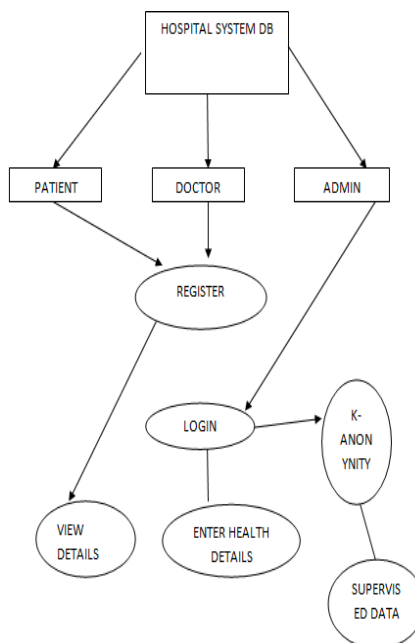 HOSPITAL SYSTEM DB
PATIENT
DOCTOR
ADMIN
REGISTER
LOGIN
K-
ANON
YNITY
VIEW
DETAILS
ENTER HEALTH
DETAILS
SUPERVIS
ED DATA